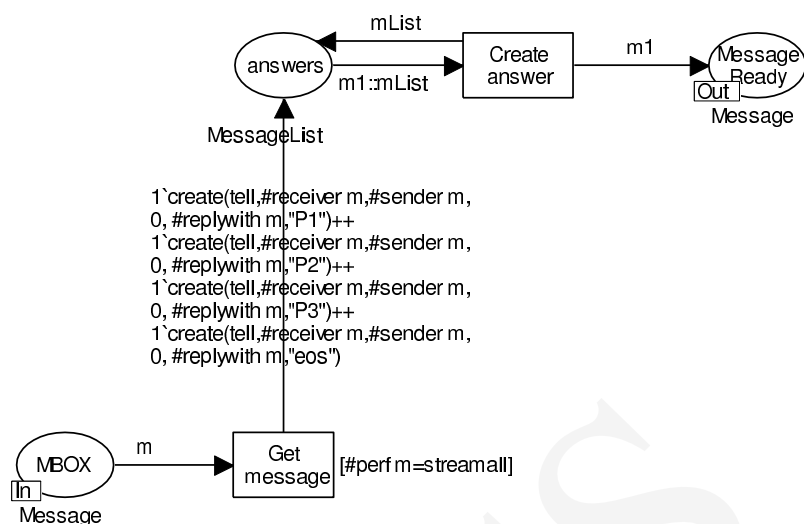 mList
answers
Create
answer
m1
Message
Ready
m1::mList
Out
Message
MessageList
1`create(tell,#receiver m,#sender m,
0, #replywith m,"P1")++
1`create(tell,#receiver m,#sender m,
0, #replywith m,"P2")++
1`create(tell,#receiver m,#sender m,
0, #replywith m,"P3")++
1`create(tell,#receiver m,#sender m,
0, #replywith m,"eos")
MBOX
m
Get
message
[#perf m=streamall]
In
Message